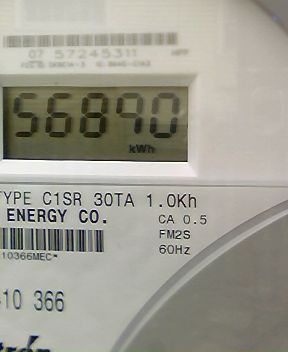 07 57245311
56890
kWh
TYPE C1SR 30TA 1.0Kh
ENERGY CO.
CA 0.5
FM2S
60Hz
10366MEC*
10 366